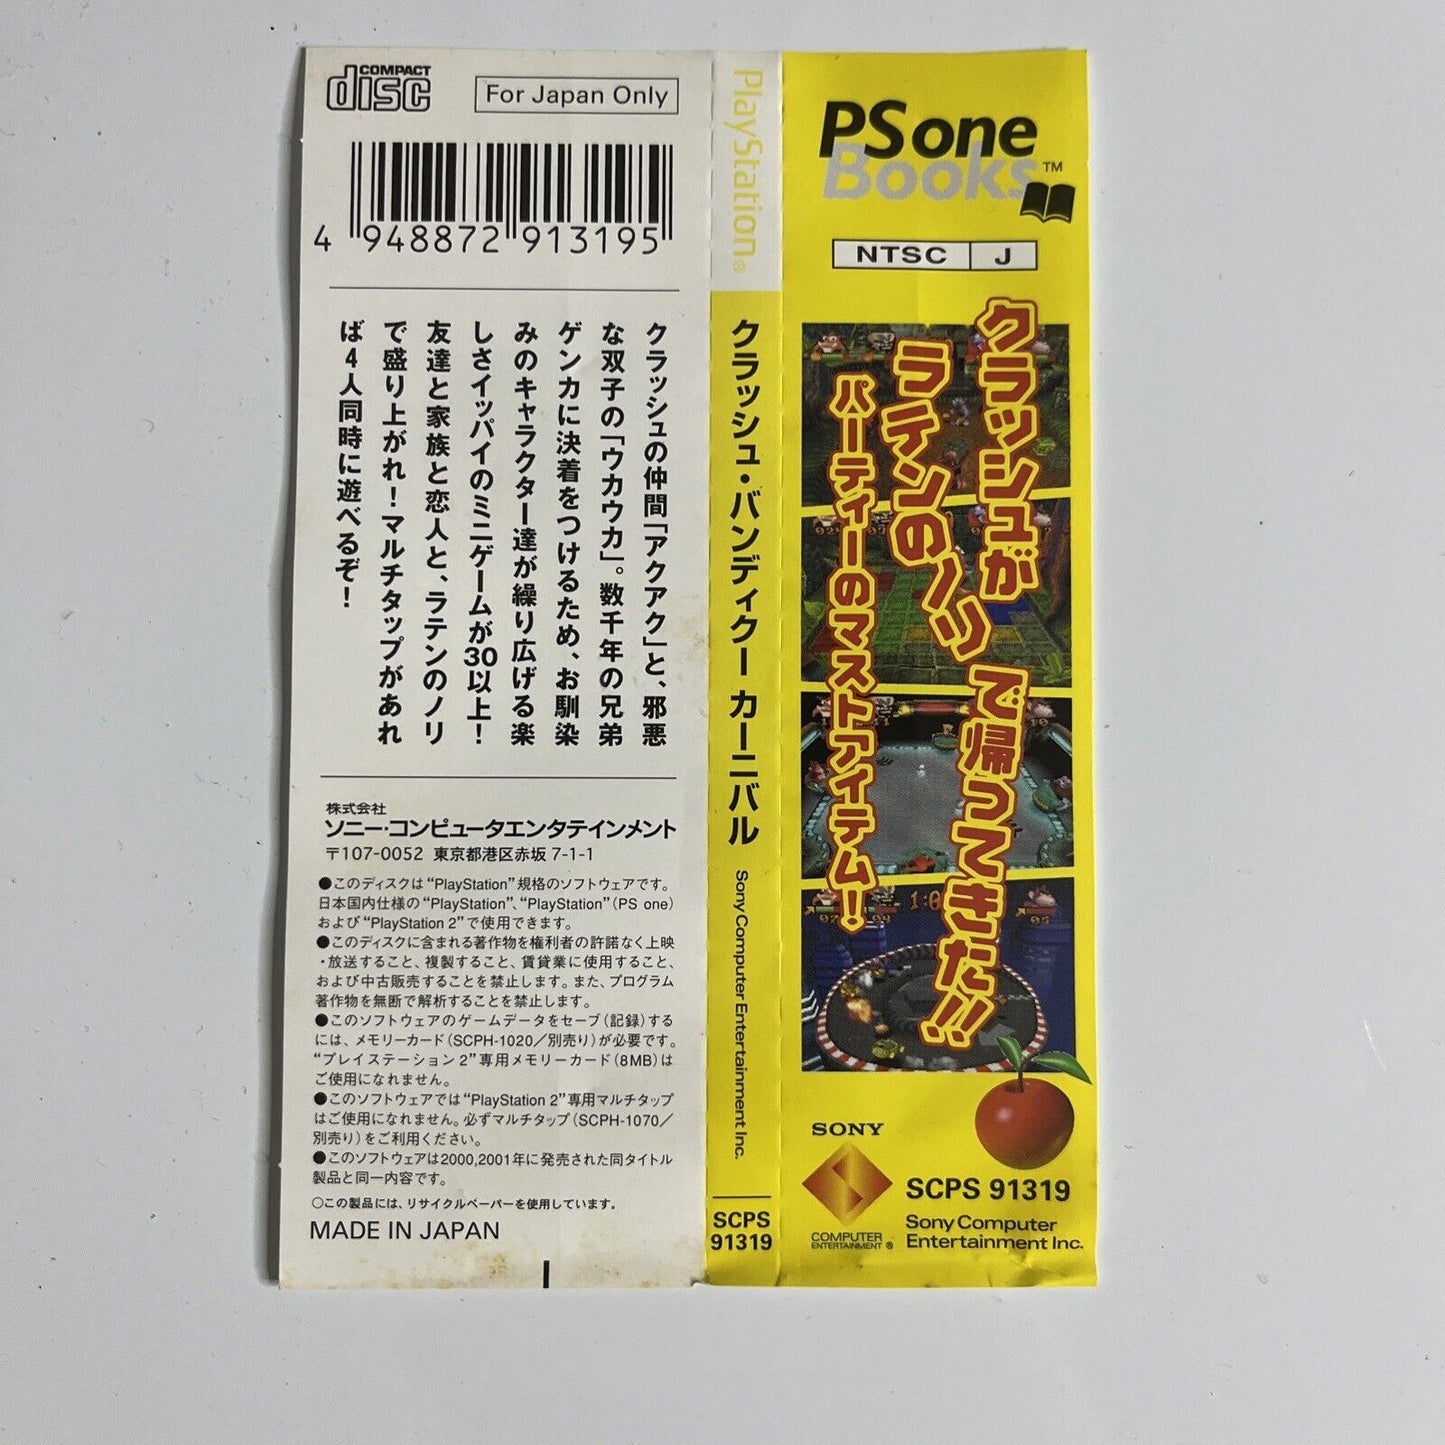 COMPACT
disc
For Japan Only
4 948872 913195
クラッシュの仲間「アクアク」と、邪悪
な双子の「ウカウカ」。数千年の兄弟
ゲンカに決着をつけるため、お馴染
みのキャラクター達が繰り広げる楽
しさイッパイのミニゲームが30以上！
友達と家族と恋人と、ラテンのノリ
で盛り上がれ！マルチタップがあれ
ば4人同時に遊べるぞ！
株式会社
ソニー・コンピュータエンタテインメント
〒107-0052 東京都港区赤坂 7-1-1
●このディスクは“PlayStation”規格のソフトウェアです。
日本国内仕様の“PlayStation”、“PlayStation”（PS one）
および“PlayStation 2”で使用できます。
●このディスクに含まれる著作物を権利者の許諾なく上映
・放送すること、複製すること、賃貸業に使用すること、
および中古販売することを禁止します。また、プログラム
著作物を無断で解析することを禁止します。
●このソフトウェアのゲームデータをセーブ（記録）する
には、メモリーカード（SCPH-1020／別売り）が必要です。
“プレイステーション 2”専用メモリーカード（8MB）は
ご使用になれません。
●このソフトウェアでは“PlayStation 2”専用マルチタップ
はご使用になれません。必ずマルチタップ（SCPH-1070／
別売り）をご利用ください。
●このソフトウェアは2000,2001年に発売された同タイトル
製品と同一内容です。
○この製品には、リサイクルペーパーを使用しています。
MADE IN JAPAN
PlayStation®
クラッシュ・バンディクー カーニバル
Sony Computer Entertainment Inc.
SCPS
91319
PS one
Books™
NTSC J
クラッシュが
ラテンのノリで帰ってきた!!
パーティーのマストアイテム！
SONY
COMPUTER
ENTERTAINMENT ®
SCPS 91319
Sony Computer
Entertainment Inc.